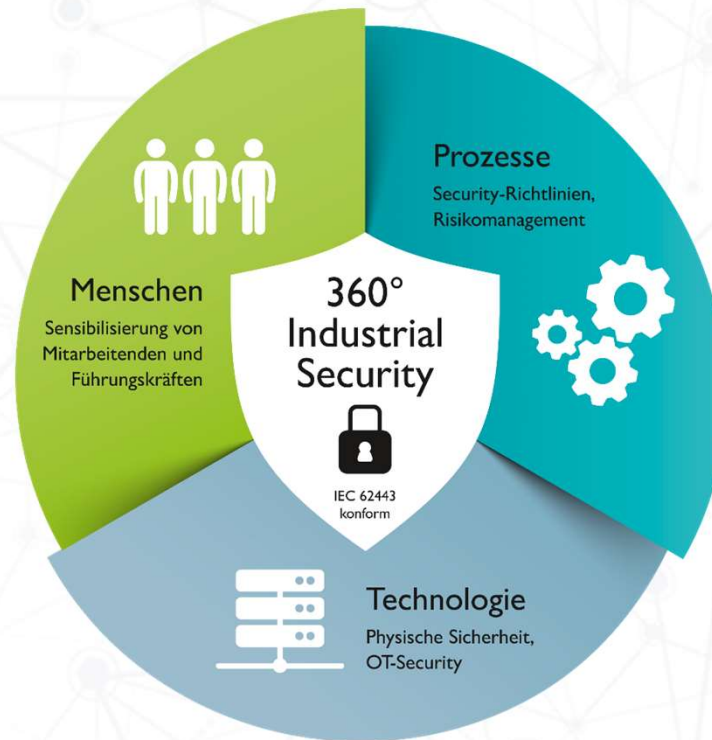 Menschen
Sensibilisierung von
Mitarbeitenden und
Führungskräften
Prozesse
Security-Richtlinien,
Risikomanagement
360°
Industrial
Security
IEC 62443
konform
Technologie
Physische Sicherheit,
OT-Security